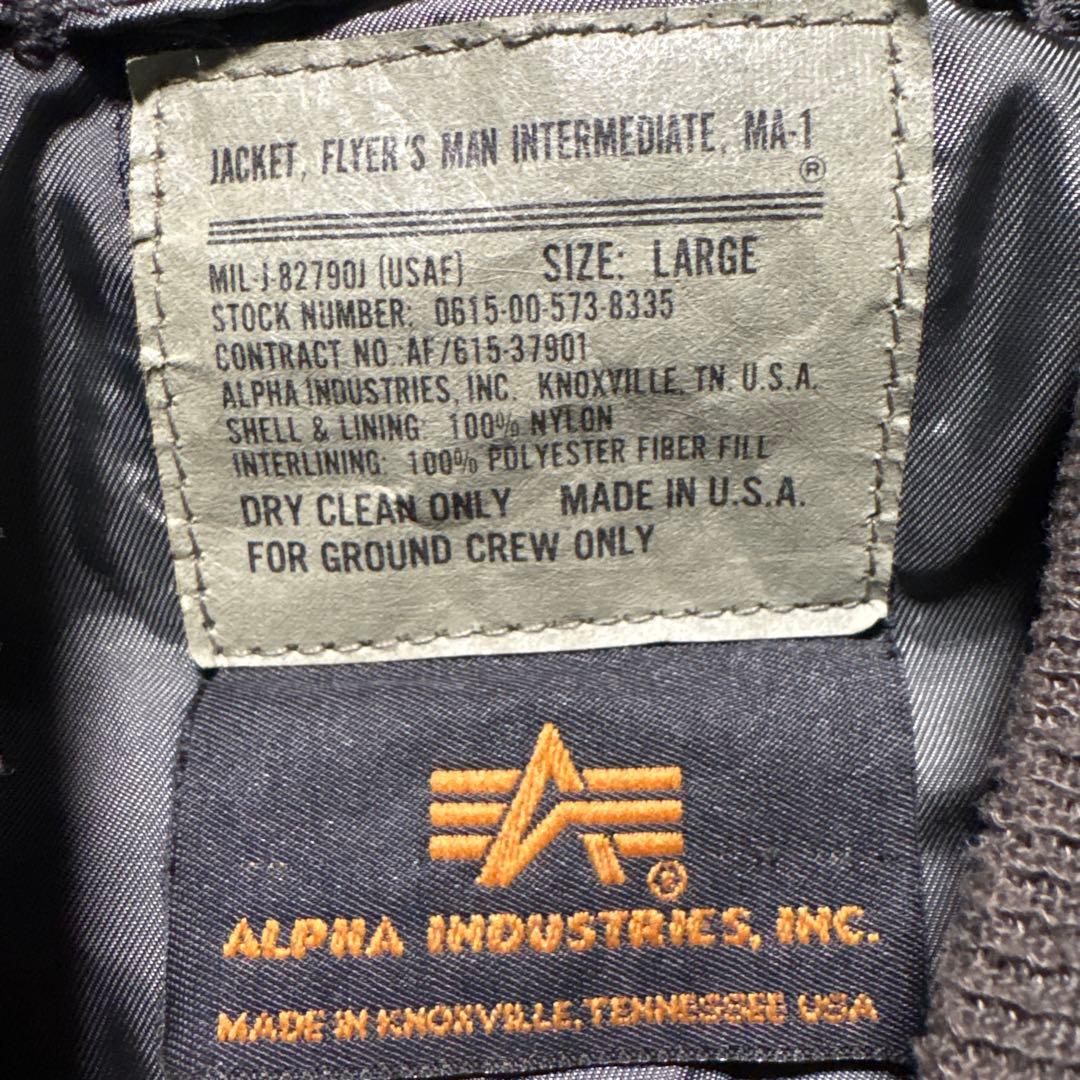 JACKET, FLYER'S MAN INTERMEDIATE, MA-1
®
MIL-J-82790J (USAF) SIZE: LARGE
STOCK NUMBER: 0615-00-573-8335
CONTRACT NO. AF/615-37901
ALPHA INDUSTRIES, INC. KNOXVILLE, TN. U.S.A.
SHELL & LINING: 100% NYLON
INTERLINING: 100% POLYESTER FIBER FILL
DRY CLEAN ONLY MADE IN U.S.A.
FOR GROUND CREW ONLY
®
ALPHA INDUSTRIES, INC.
MADE IN KNOXVILLE, TENNESSEE USA